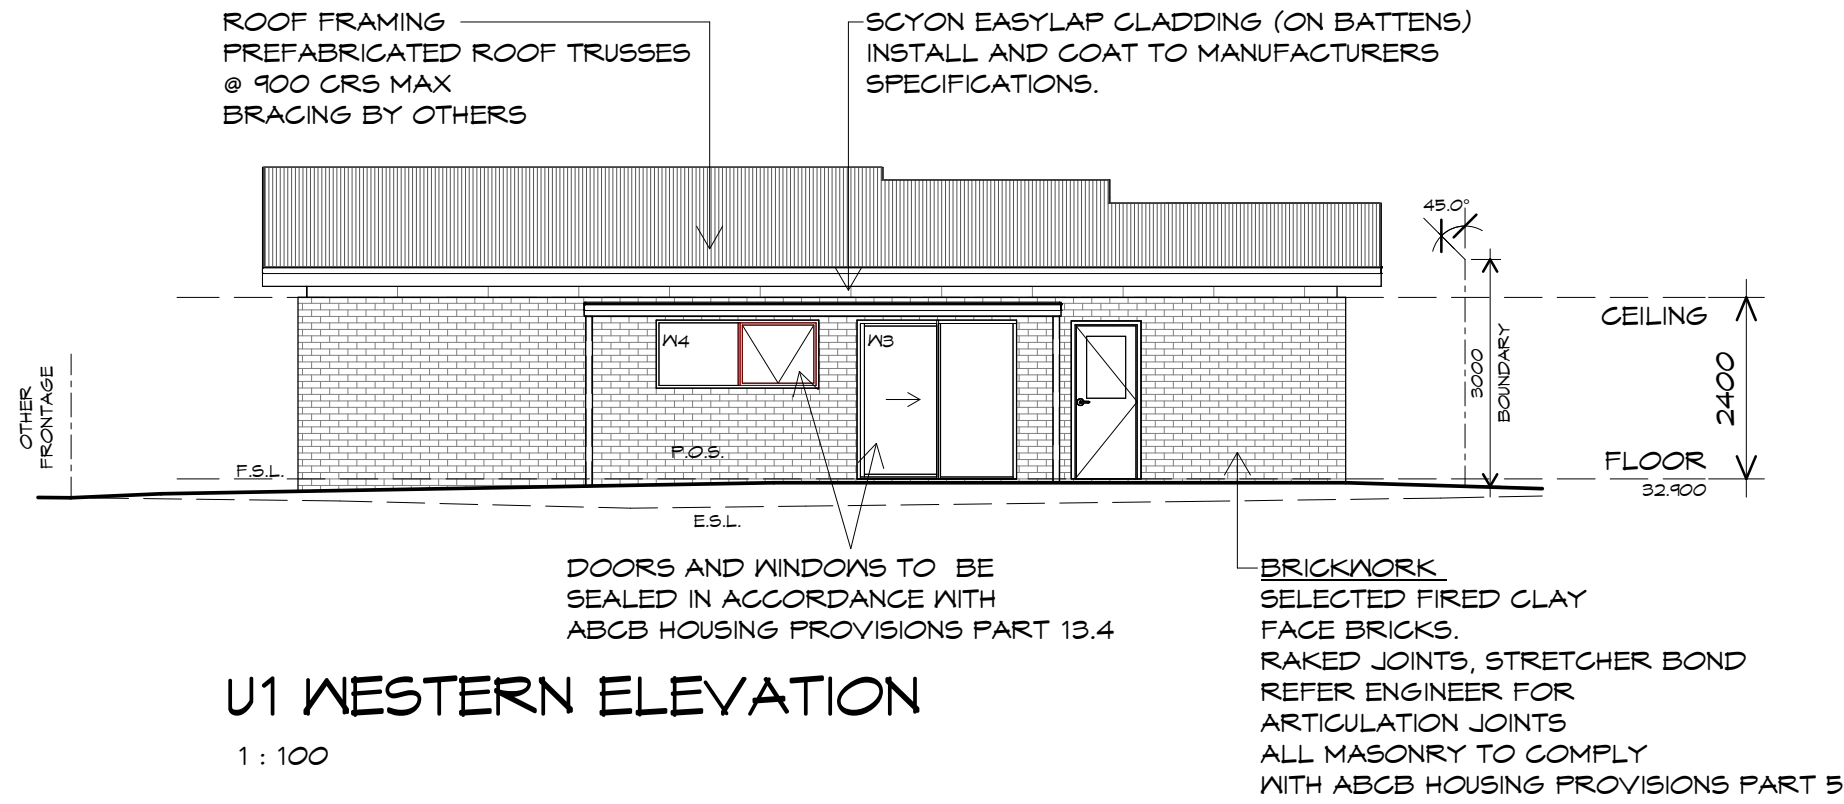 ROOF FRAMING
PREFABRICATED ROOF TRUSSES
@ 900 CRS MAX
BRACING BY OTHERS
SCYON EASYLAP CLADDING (ON BATTENS)
INSTALL AND COAT TO MANUFACTURERS
SPECIFICATIONS.
45.0°
CEILING
W4
W3
3000
BOUNDARY
2400
OTHER
FRONTAGE
P.O.S.
F.S.L.
FLOOR
32.900
E.S.L.
DOORS AND WINDOWS TO BE
SEALED IN ACCORDANCE WITH
ABCB HOUSING PROVISIONS PART 13.4
BRICKWORK
SELECTED FIRED CLAY
FACE BRICKS.
RAKED JOINTS, STRETCHER BOND
REFER ENGINEER FOR
ARTICULATION JOINTS
ALL MASONRY TO COMPLY
WITH ABCB HOUSING PROVISIONS PART 5
U1 WESTERN ELEVATION
1 : 100